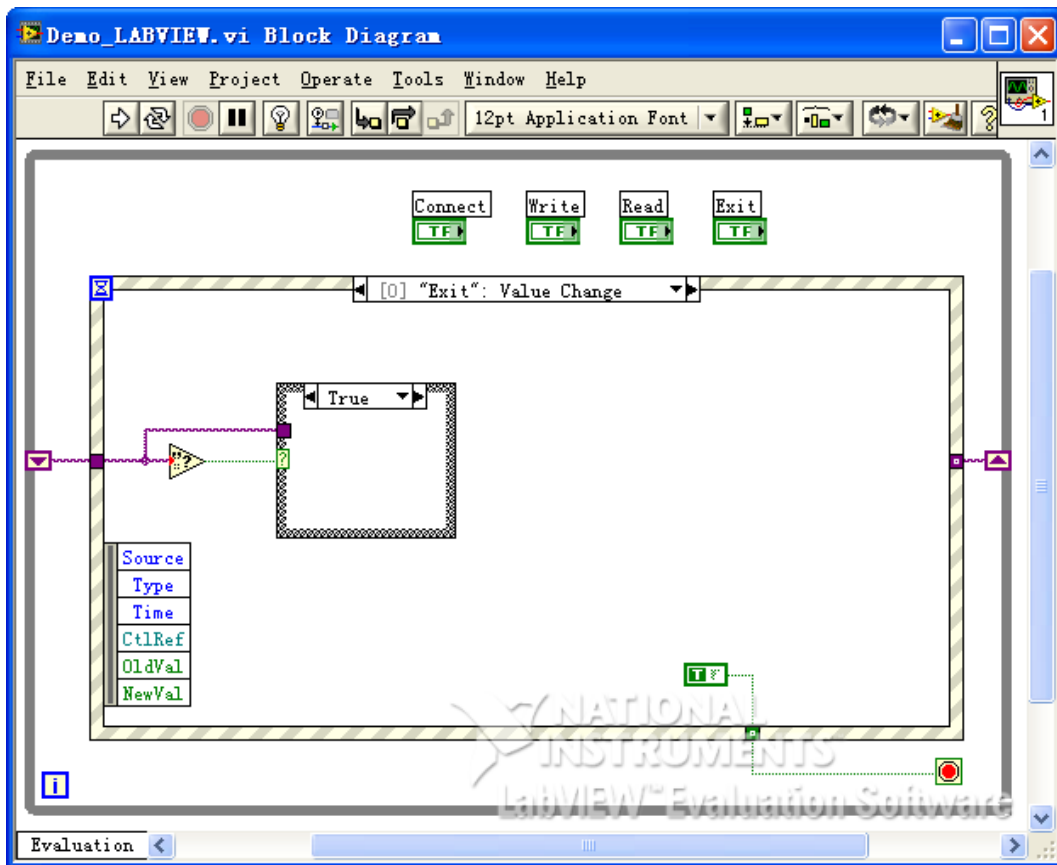 Demo_LABVIEW.vi Block Diagram
File Edit View Project Operate Tools Window Help
12pt Application Font
1
Connect Write Read Exit
TF TF TF TF
[0] "Exit": Value Change
True
"?
?
Source
Type
Time
CtlRef
OldVal
NewVal
T
NATIONAL
INSTRUMENTS
i
LabVIEW™ Evaluation Software
Evaluation